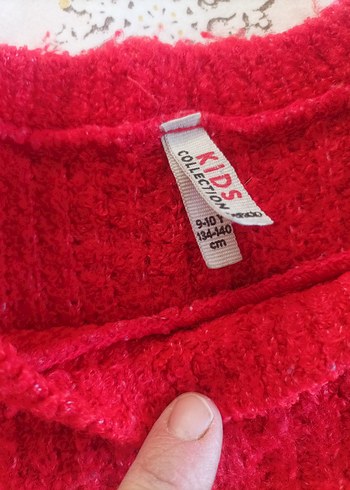 KIDS
COLLECTION
9-10 Y
134-140
cm